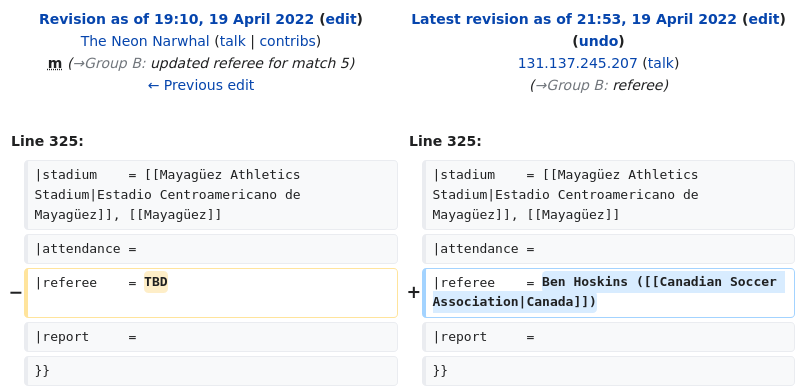 Revision as of 19:10, 19 April 2022 (edit)
The Neon Narwhal (talk | contribs)
m (→Group B: updated referee for match 5)
← Previous edit
Latest revision as of 21:53, 19 April 2022 (edit)
(undo)
131.137.245.207 (talk)
(→Group B: referee)
Line 325:
|stadium    = [[Mayagüez Athletics
Stadium|Estadio Centroamericano de
Mayagüez]], [[Mayagüez]]
|attendance =
− |referee    = TBD
|report     =
}}
Line 325:
|stadium    = [[Mayagüez Athletics
Stadium|Estadio Centroamericano de
Mayagüez]], [[Mayagüez]]
|attendance =
+ |referee    = Ben Hoskins ([[Canadian Soccer
Association|Canada]])
|report     =
}}